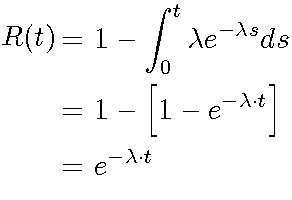 R(t) = 1 − ∫₀ᵗ λe^{−λs}ds
= 1 − [1 − e^{−λ·t}]
= e^{−λ·t}